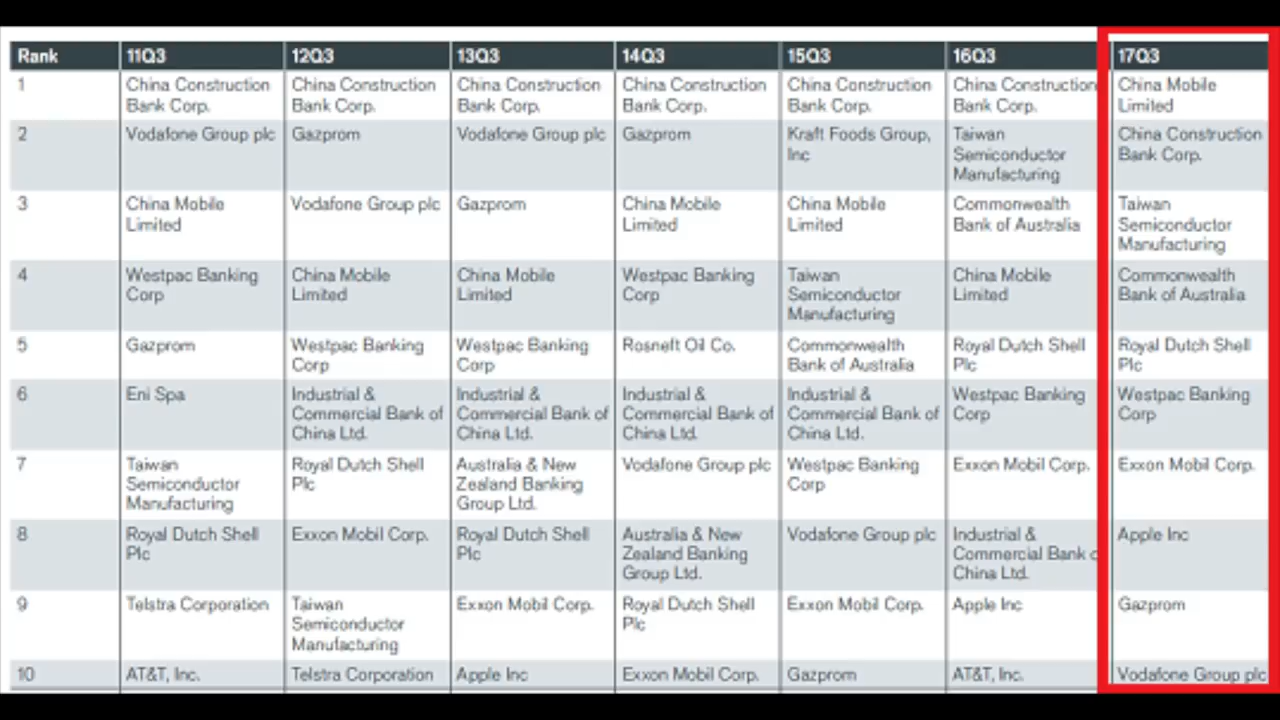 Rank 11Q3 12Q3 13Q3 14Q3 15Q3 16Q3 17Q3
1 China Construction China Construction China Construction China Construction China Construction China Construction China Mobile
Bank Corp. Bank Corp. Bank Corp. Bank Corp. Bank Corp. Bank Corp. Limited
2 Vodafone Group plc Gazprom Vodafone Group plc Gazprom Kraft Foods Group, Taiwan China Construction
Inc Semiconductor Bank Corp.
Manufacturing
3 China Mobile Vodafone Group plc Gazprom China Mobile China Mobile Commonwealth Taiwan
Limited Limited Limited Bank of Australia Semiconductor
Manufacturing
4 Westpac Banking China Mobile China Mobile Westpac Banking Taiwan China Mobile Commonwealth
Corp Limited Limited Corp Semiconductor Limited Bank of Australia
Manufacturing
5 Gazprom Westpac Banking Westpac Banking Rosneft Oil Co. Commonwealth Royal Dutch Shell Royal Dutch Shell
Corp Corp Bank of Australia Plc Plc
6 Eni Spa Industrial & Industrial & Industrial & Industrial & Westpac Banking Westpac Banking
Commercial Bank of Commercial Bank of Commercial Bank of Commercial Bank of Corp Corp
China Ltd. China Ltd. China Ltd. China Ltd.
7 Taiwan Royal Dutch Shell Australia & New Vodafone Group plc Westpac Banking Exxon Mobil Corp. Exxon Mobil Corp.
Semiconductor Plc Zealand Banking Corp
Manufacturing Group Ltd.
8 Royal Dutch Shell Exxon Mobil Corp. Royal Dutch Shell Australia & New Vodafone Group plc Industrial & Apple Inc
Plc Plc Zealand Banking Commercial Bank o
Group Ltd. China Ltd.
9 Telstra Corporation Taiwan Exxon Mobil Corp. Royal Dutch Shell Exxon Mobil Corp. Apple Inc Gazprom
Semiconductor Plc
Manufacturing
10 AT&T, Inc. Telstra Corporation Apple Inc Exxon Mobil Corp. Gazprom AT&T, Inc. Vodafone Group plc